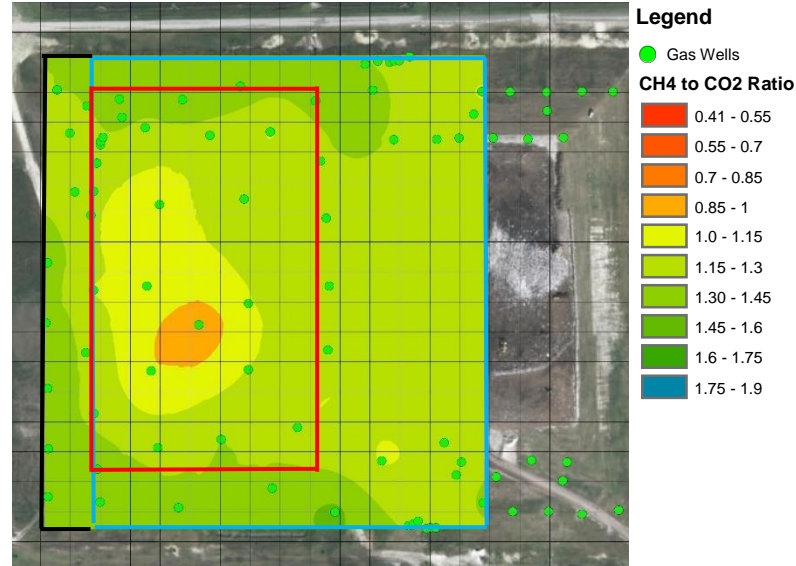 Legend
Gas Wells
CH4 to CO2 Ratio
0.41 - 0.55
0.55 - 0.7
0.7 - 0.85
0.85 - 1
1.0 - 1.15
1.15 - 1.3
1.30 - 1.45
1.45 - 1.6
1.6 - 1.75
1.75 - 1.9